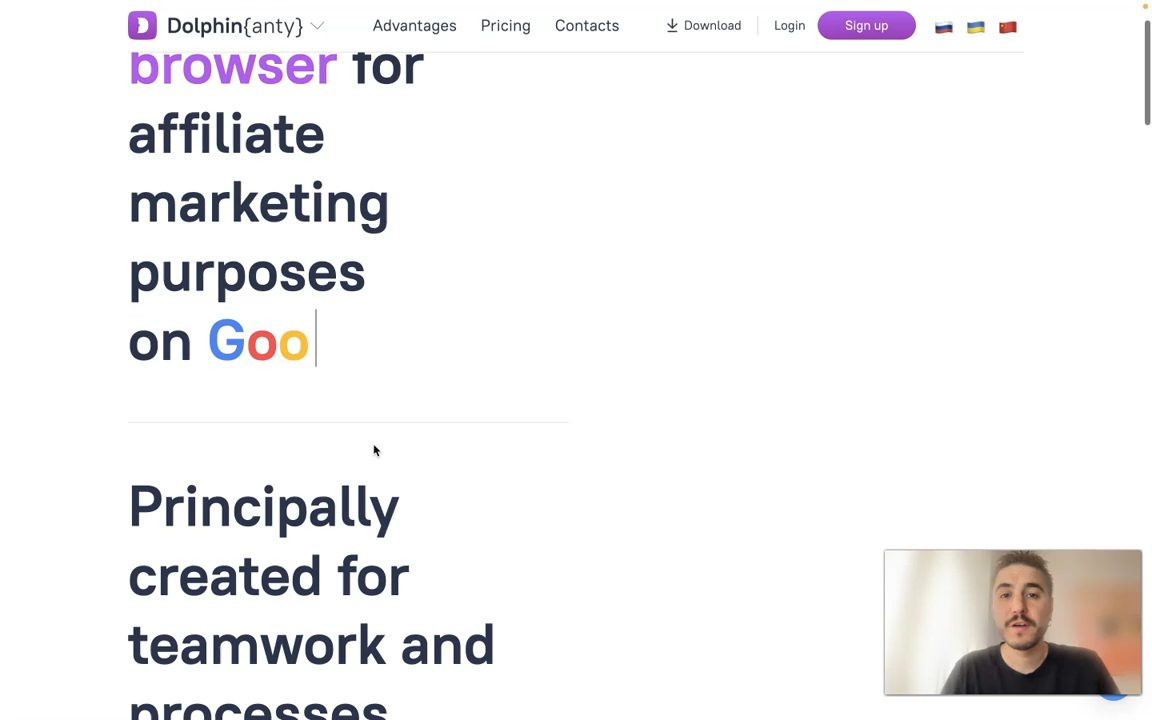 Dolphin{anty} Advantages Pricing Contacts Download Login Sign up
browser for
affiliate
marketing
purposes
on Goo
Principally
created for
teamwork and
processes